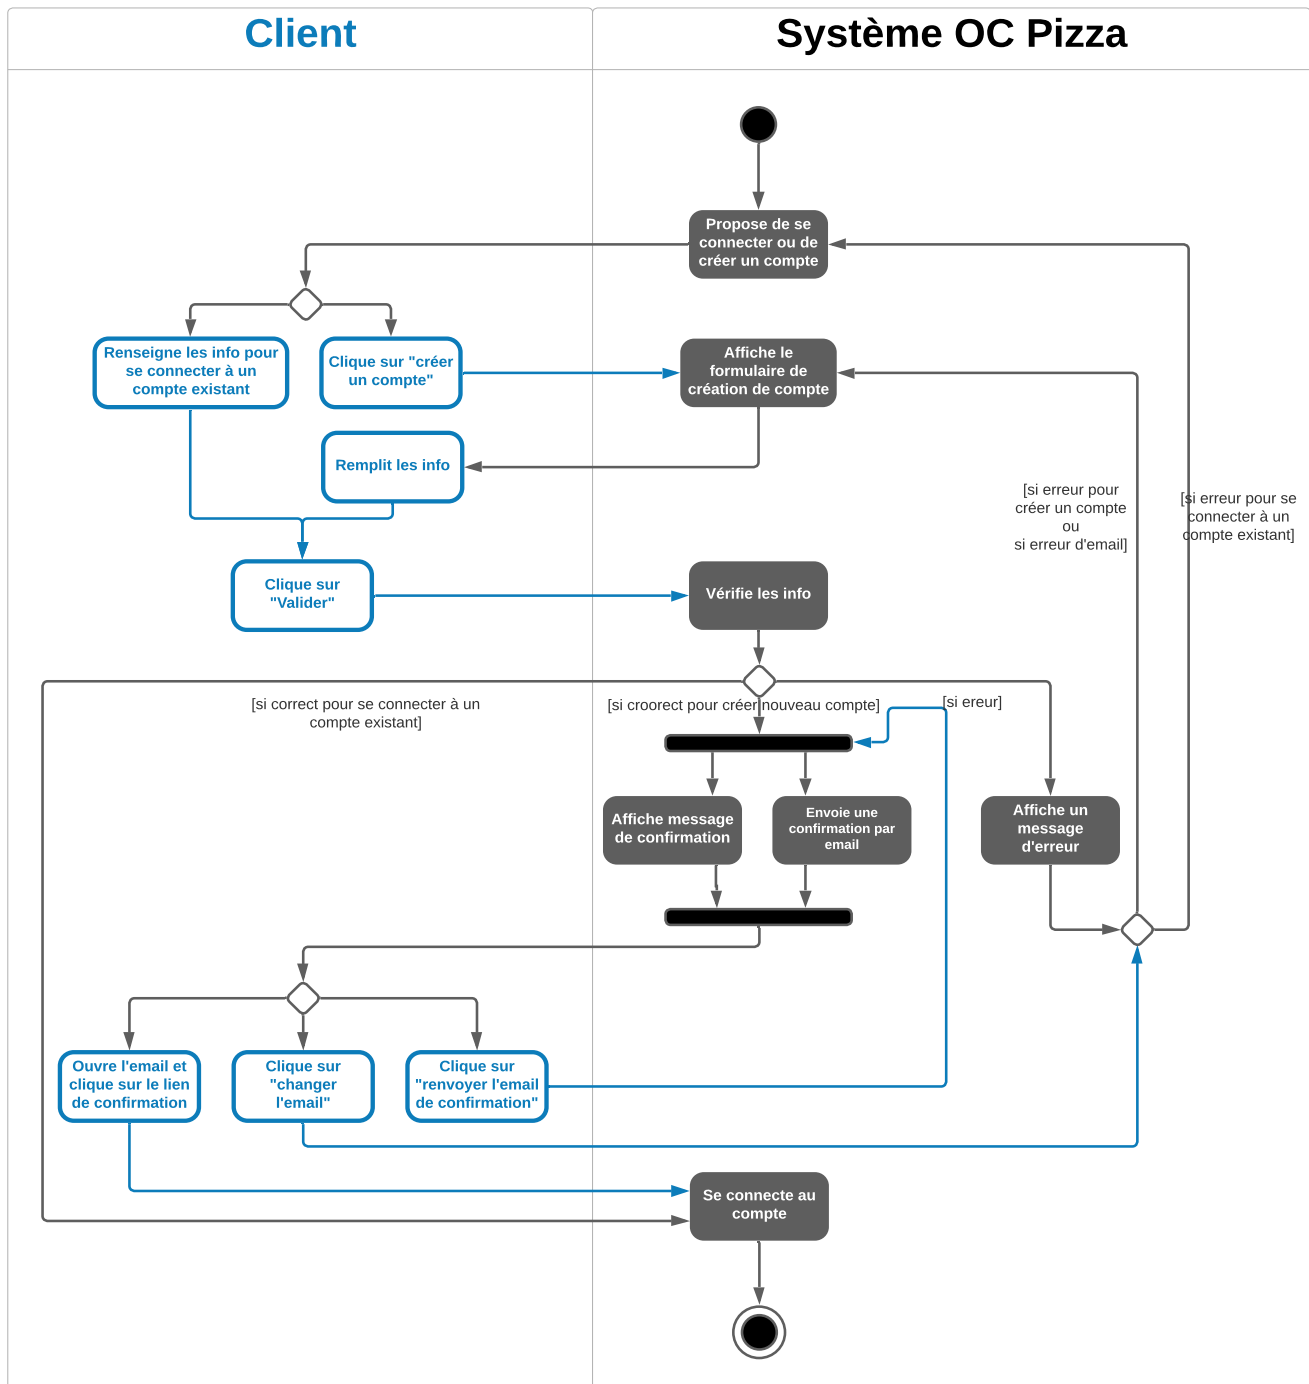 Client
Système OC Pizza
Propose de se
connecter ou de
créer un compte
Renseigne les info pour
se connecter à un
compte existant
Clique sur "créer
un compte"
Affiche le
formulaire de
création de compte
Remplit les info
[si erreur pour
créer un compte
ou
si erreur d'email]
[si erreur pour se
connecter à un
compte existant]
Clique sur
"Valider"
Vérifie les info
[si correct pour se connecter à un
compte existant]
[si croorect pour créer nouveau compte]
[si ereur]
Affiche message
de confirmation
Envoie une
confirmation par
email
Affiche un
message
d'erreur
Ouvre l'email et
clique sur le lien
de confirmation
Clique sur
"changer
l'email"
Clique sur
"renvoyer l'email
de confirmation"
Se connecte au
compte